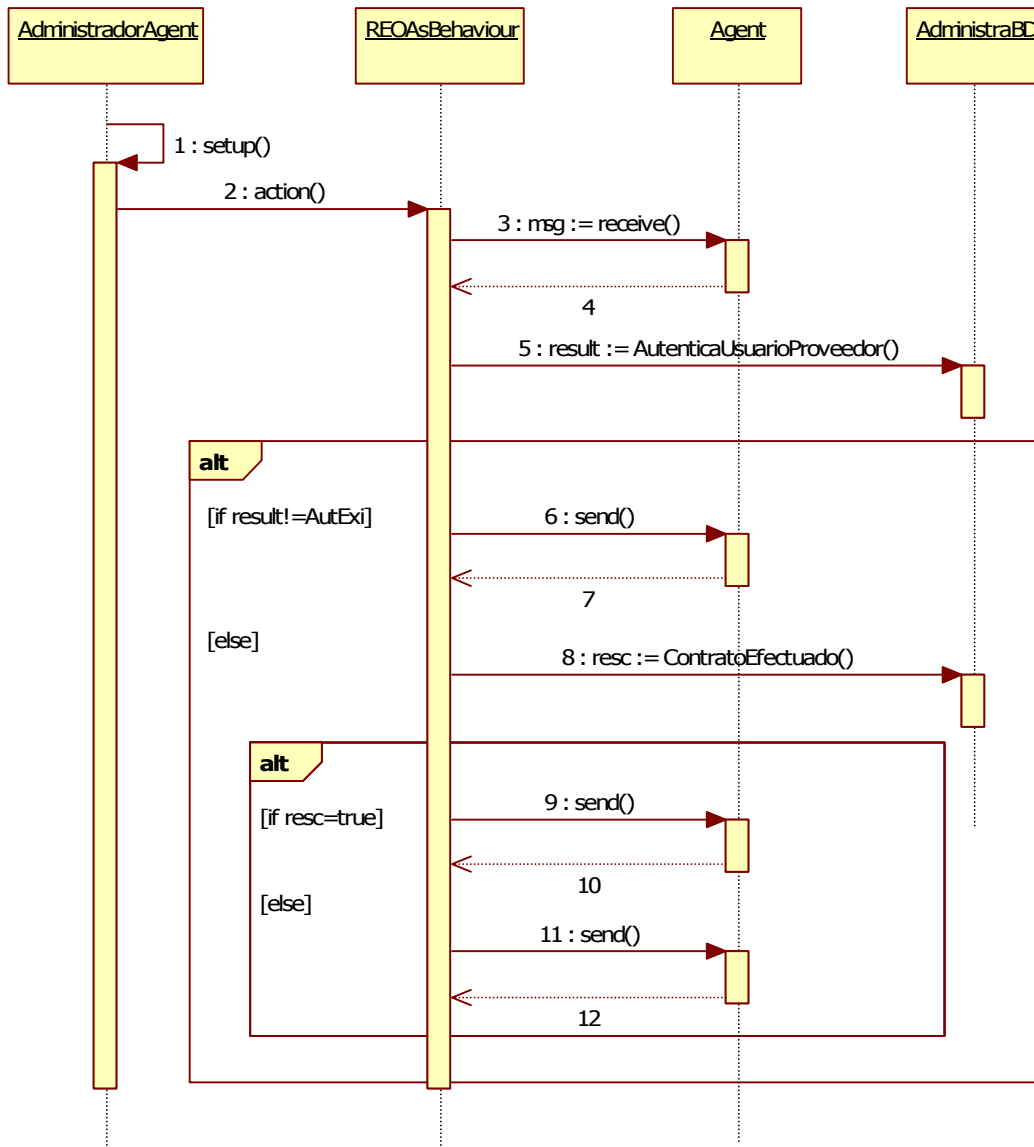 AdministradorAgent
REOAsBehaviour
Agent
AdministraBD
1 : setup()
2 : action()
3 : msg := receive()
4
5 : result := AutenticaUsuarioProveedor()
alt
[if result!=AutExi]
6 : send()
7
[else]
8 : resc := ContratoEfectuado()
alt
[if resc=true]
9 : send()
10
[else]
11 : send()
12